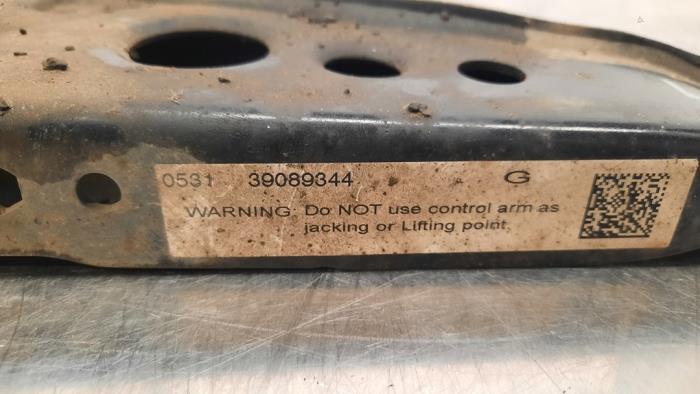 0531 39089344 G
WARNING: Do NOT use control arm as
jacking or Lifting point.